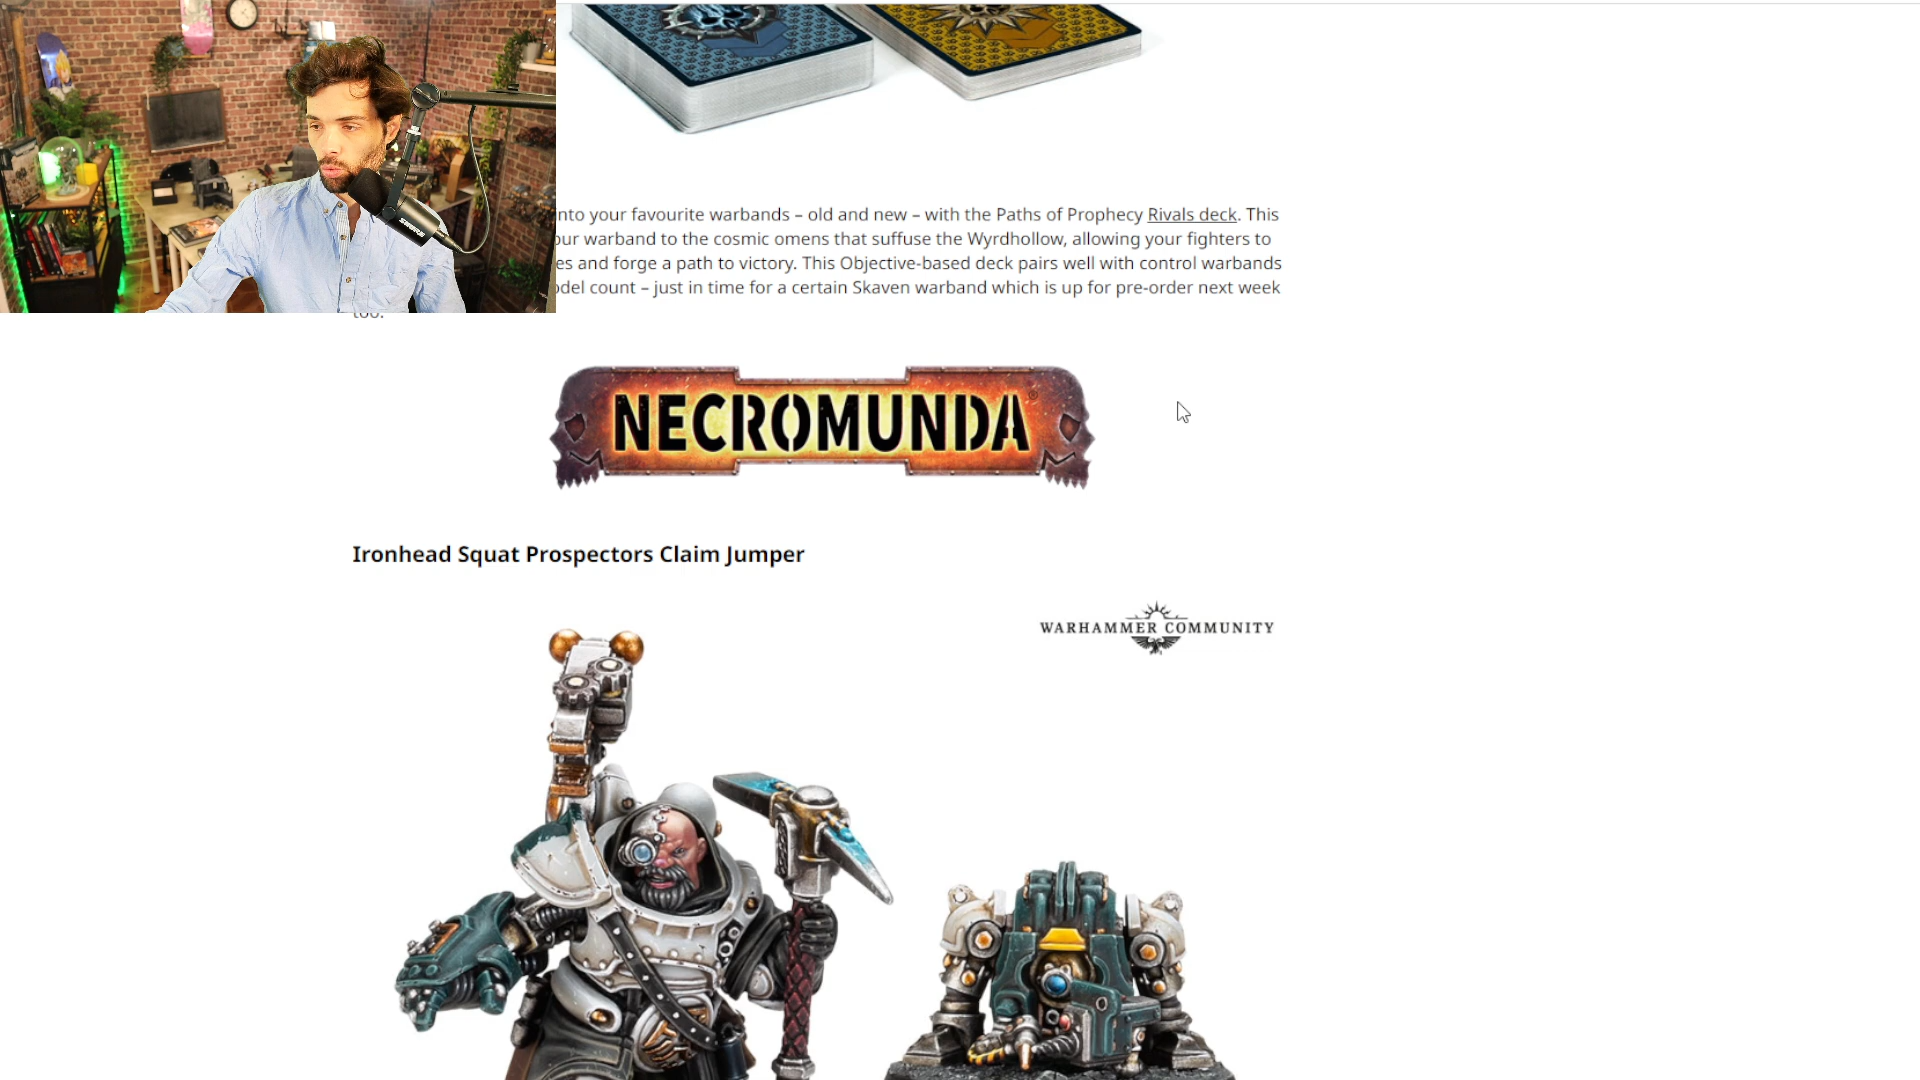 nto your favourite warbands – old and new – with the Paths of Prophecy Rivals deck. This
our warband to the cosmic omens that suffuse the Wyrdhollow, allowing your fighters to
es and forge a path to victory. This Objective-based deck pairs well with control warbands
odel count – just in time for a certain Skaven warband which is up for pre-order next week
too.
NECROMUNDA
Ironhead Squat Prospectors Claim Jumper
WARHAMMER COMMUNITY